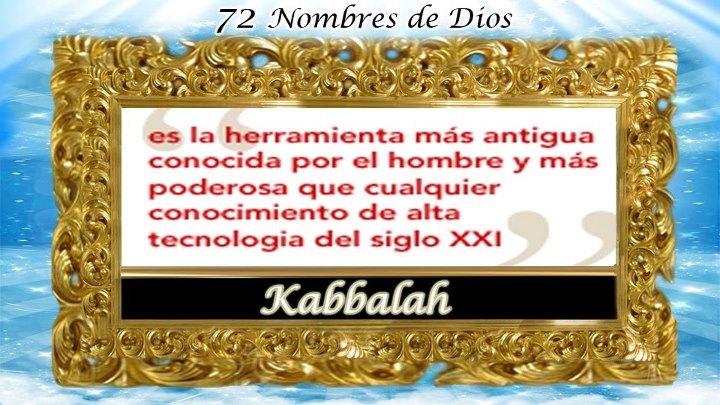 72 Nombres de Dios
es la herramienta más antigua
conocida por el hombre y más
poderosa que cualquier
conocimiento de alta
tecnologia del siglo XXI
Kabbalah